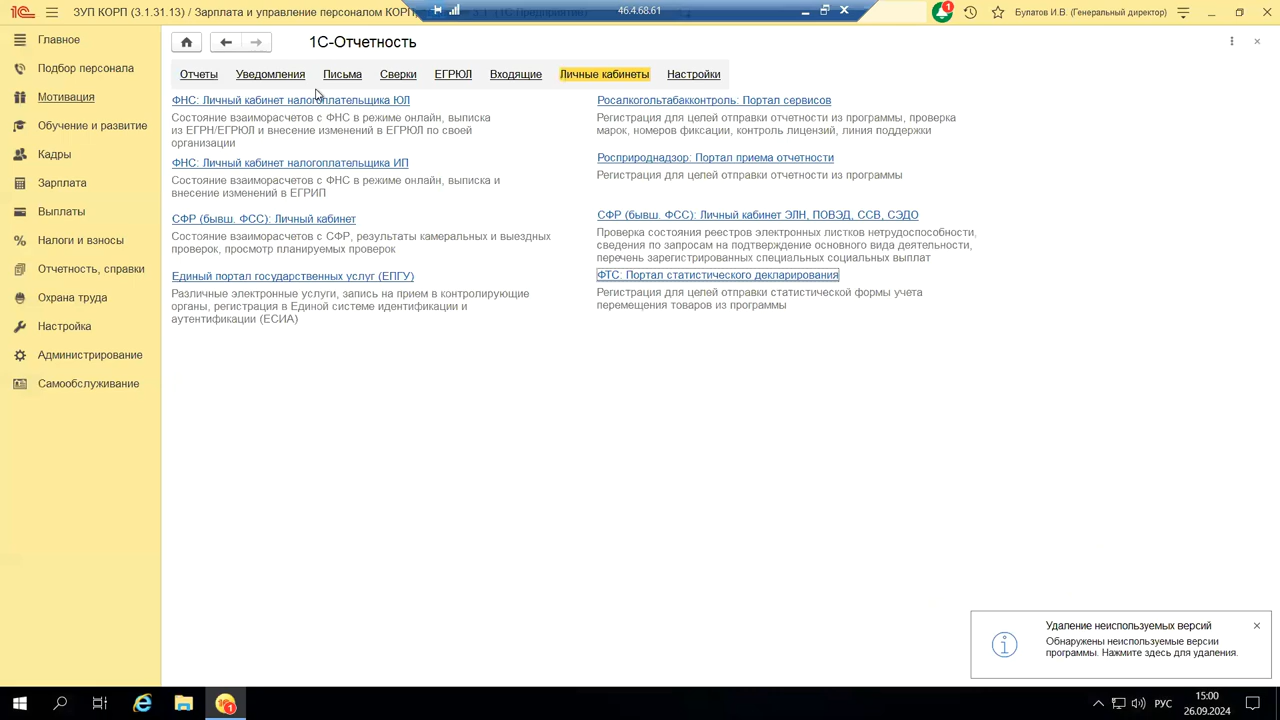 ЗУП КОРП (3.1.31.13) / Зарплата и управление персоналом КОРП
46.4.68.61
1
Булатов И.В. (Генеральный директор)
Главное
Подбор персонала
Мотивация
Обучение и развитие
Кадры
Зарплата
Выплаты
Налоги и взносы
Отчетность, справки
Охрана труда
Настройка
Администрирование
Самообслуживание
1С-Отчетность
Отчеты
Уведомления
Письма
Сверки
ЕГРЮЛ
Входящие
Личные кабинеты
Настройки
ФНС: Личный кабинет налогоплательщика ЮЛ
Состояние взаиморасчетов с ФНС в режиме онлайн, выписка
из ЕГРН/ЕГРЮЛ и внесение изменений в ЕГРЮЛ по своей
организации
ФНС: Личный кабинет налогоплательщика ИП
Состояние взаиморасчетов с ФНС в режиме онлайн, выписка и
внесение изменений в ЕГРИП
СФР (бывш. ФСС): Личный кабинет
Состояние взаиморасчетов с СФР, результаты камеральных и выездных
проверок, просмотр планируемых проверок
Единый портал государственных услуг (ЕПГУ)
Различные электронные услуги, запись на прием в контролирующие
органы, регистрация в Единой системе идентификации и
аутентификации (ЕСИА)
Росалкогольтабакконтроль: Портал сервисов
Регистрация для целей отправки отчетности из программы, проверка
марок, номеров фиксации, контроль лицензий, линия поддержки
Росприроднадзор: Портал приема отчетности
Регистрация для целей отправки отчетности из программы
СФР (бывш. ФСС): Личный кабинет ЭЛН, ПОВЭД, ССВ, СЭДО
Проверка состояния реестров электронных листков нетрудоспособности,
сведения по запросам на подтверждение основного вида деятельности,
перечень зарегистрированных специальных социальных выплат
ФТС: Портал статистического декларирования
Регистрация для целей отправки статистической формы учета
перемещения товаров из программы
Удаление неиспользуемых версий
Обнаружены неиспользуемые версии
программы. Нажмите здесь для удаления.
1
РУС
15:00
26.09.2024